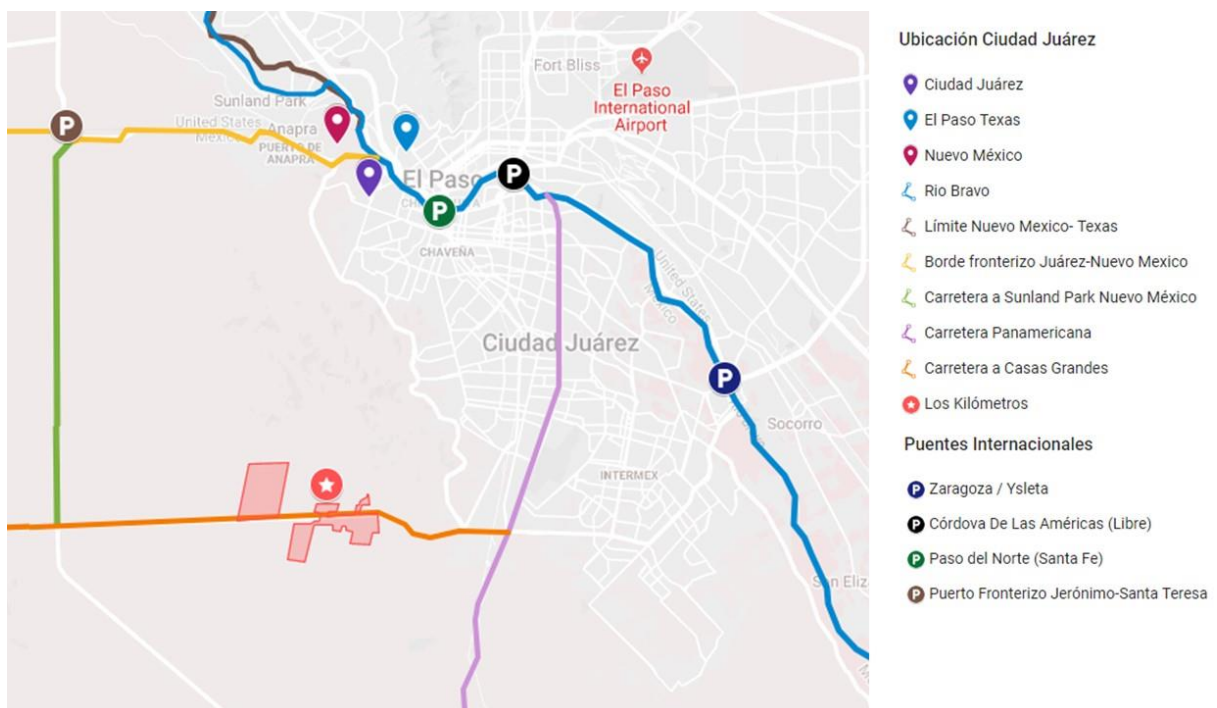 Fort Bliss
El Paso
International
Airport
Sunland Park
United States
Anapra
PUERTO DE
ANAPRA
El Paso
CHAVEÑA
United States
Mexico
Ciudad Juárez
Socorro
INTERMEX
San Eliz
P
P
P
P
Ubicación Ciudad Juárez
Ciudad Juárez
El Paso Texas
Nuevo México
Rio Bravo
Límite Nuevo Mexico- Texas
Borde fronterizo Juárez-Nuevo Mexico
Carretera a Sunland Park Nuevo México
Carretera Panamericana
Carretera a Casas Grandes
Los Kilómetros
Puentes Internacionales
P Zaragoza / Ysleta
P Córdova De Las Américas (Libre)
P Paso del Norte (Santa Fe)
P Puerto Fronterizo Jerónimo-Santa Teresa